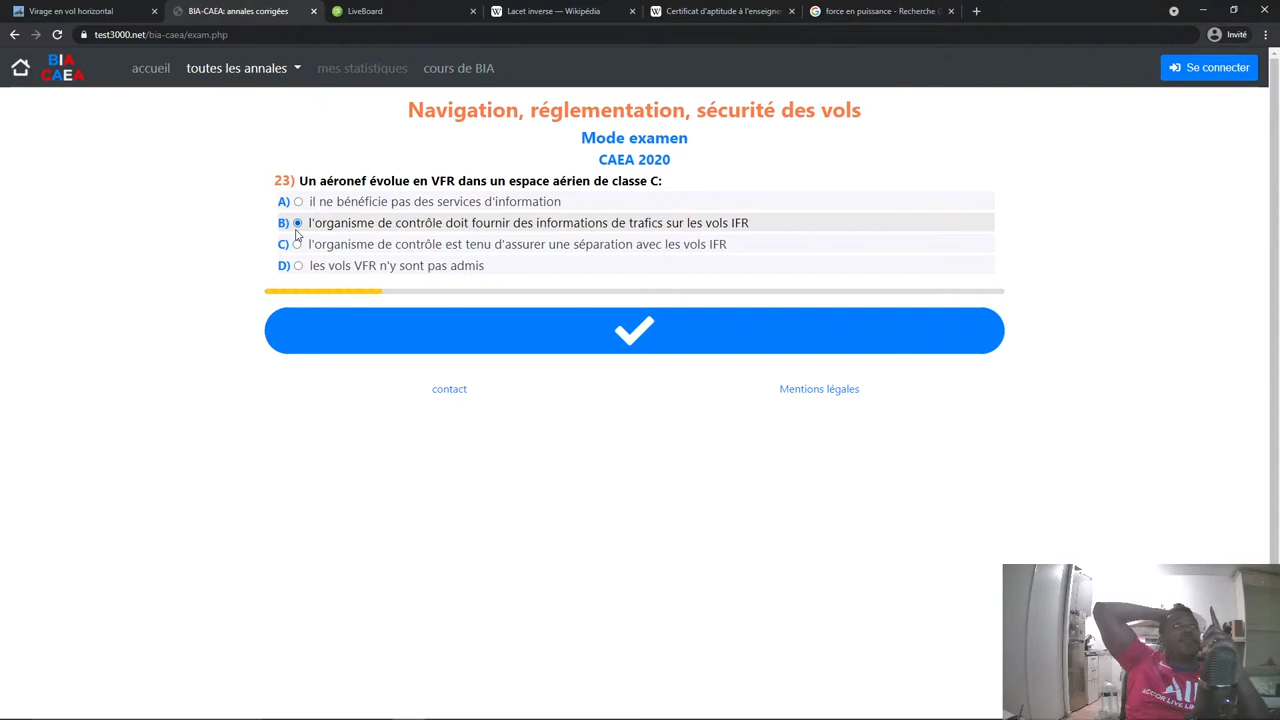 Virage en vol horizontal
BIA-CAEA: annales corrigées
LiveBoard
Lacet inverse — Wikipédia
Certificat d'aptitude à l'enseigne
force en puissance - Recherche
test3000.net/bia-caea/exam.php
Invité
BIA
CAEA
accueil
toutes les annales
mes statistiques
cours de BIA
Se connecter
Navigation, réglementation, sécurité des vols
Mode examen
CAEA 2020
23) Un aéronef évolue en VFR dans un espace aérien de classe C:
A) il ne bénéficie pas des services d'information
B) l'organisme de contrôle doit fournir des informations de trafics sur les vols IFR
C) l'organisme de contrôle est tenu d'assurer une séparation avec les vols IFR
D) les vols VFR n'y sont pas admis
contact
Mentions légales